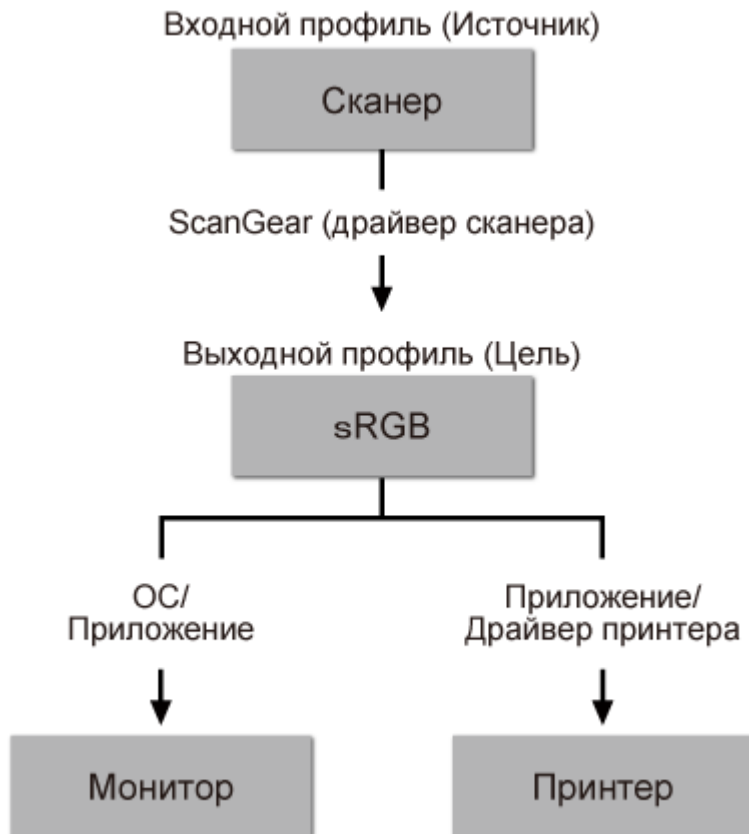 Входной профиль (Источник)
Сканер
ScanGear (драйвер сканера)
Выходной профиль (Цель)
sRGB
ОС/
Приложение
Приложение/
Драйвер принтера
Монитор
Принтер